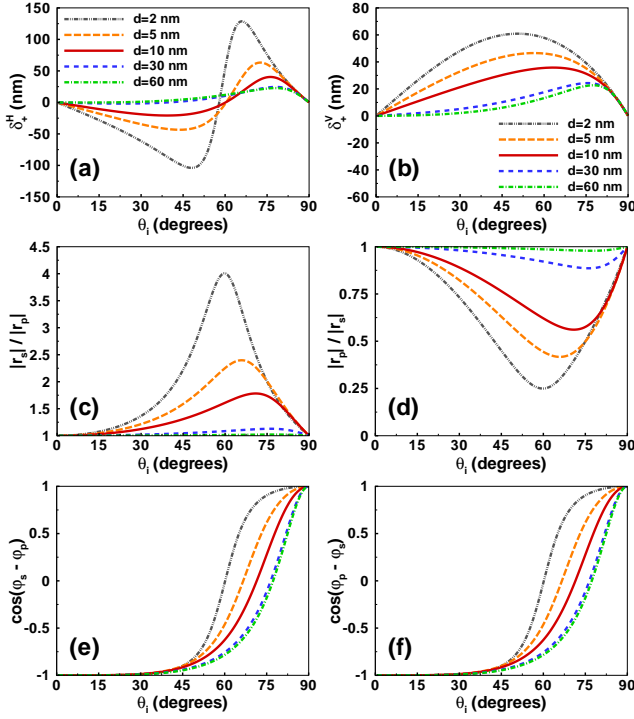 150
125
100
75
50
25
0
-25
-50
-75
-100
-125
-150
δ₊ᴴ (nm)
d=2 nm
d=5 nm
d=10 nm
d=30 nm
d=60 nm
(a)
0 15 30 45 60 75 90
θᵢ (degrees)
80
60
40
20
0
-20
-40
-60
δ₊ⱽ (nm)
d=2 nm
d=5 nm
d=10 nm
d=30 nm
d=60 nm
(b)
0 15 30 45 60 75 90
θᵢ (degrees)
4.5
4
3.5
3
2.5
2
1.5
1
|rₛ| / |rₚ|
(c)
0 15 30 45 60 75 90
θᵢ (degrees)
1
0.75
0.5
0.25
0
|rₚ| / |rₛ|
(d)
0 15 30 45 60 75 90
θᵢ (degrees)
1
0.5
0
-0.5
-1
cos(φₛ - φₚ)
(e)
0 15 30 45 60 75 90
θᵢ (degrees)
1
0.5
0
-0.5
-1
cos(φₚ - φₛ)
(f)
0 15 30 45 60 75 90
θᵢ (degrees)